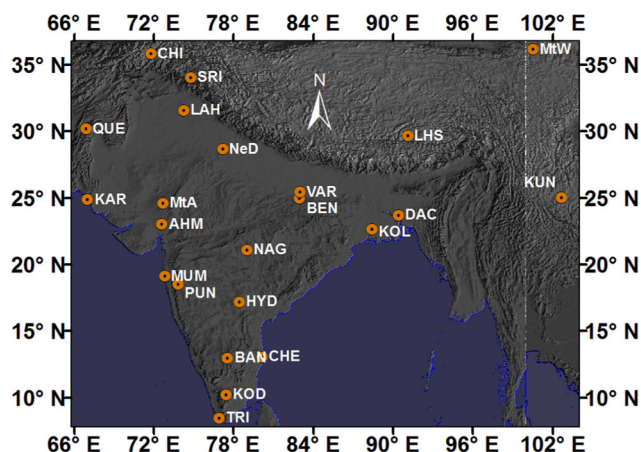 66° E 72° E 78° E 84° E 90° E 96° E 102° E
MtW
35° N CHI 35° N
SRI
LAH
N
30° N QUE LHS 30° N
NeD
KUN
VAR
25° N KAR MtA BEN 25° N
AHM DAC
KOL
NAG
20° N 20° N
MUM
PUN
HYD
15° N 15° N
BAN CHE
10° N KOD 10° N
TRI
66° E 72° E 78° E 84° E 90° E 96° E 102° E